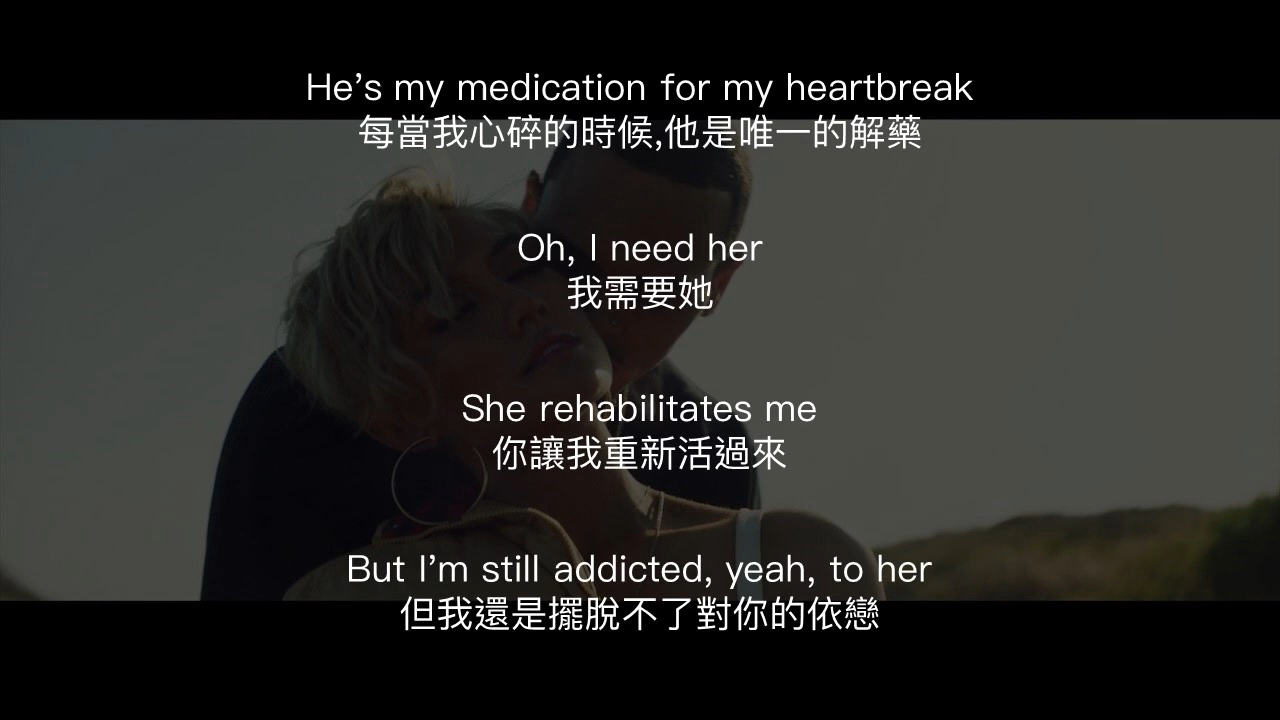 He's my medication for my heartbreak
每當我心碎的時候,他是唯一的解藥
Oh, I need her
我需要她
She rehabilitates me
你讓我重新活過來
But I'm still addicted, yeah, to her
但我還是擺脫不了對你的依戀